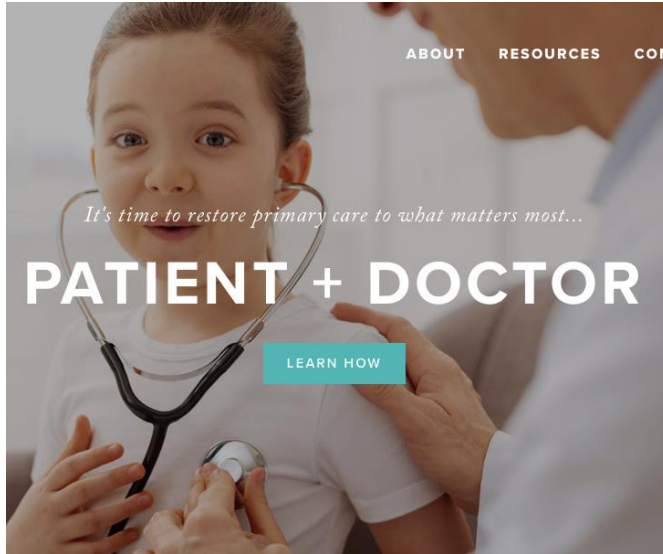 ABOUT RESOURCES
It's time to restore primary care to what matters most...
PATIENT + DOCTOR
LEARN HOW